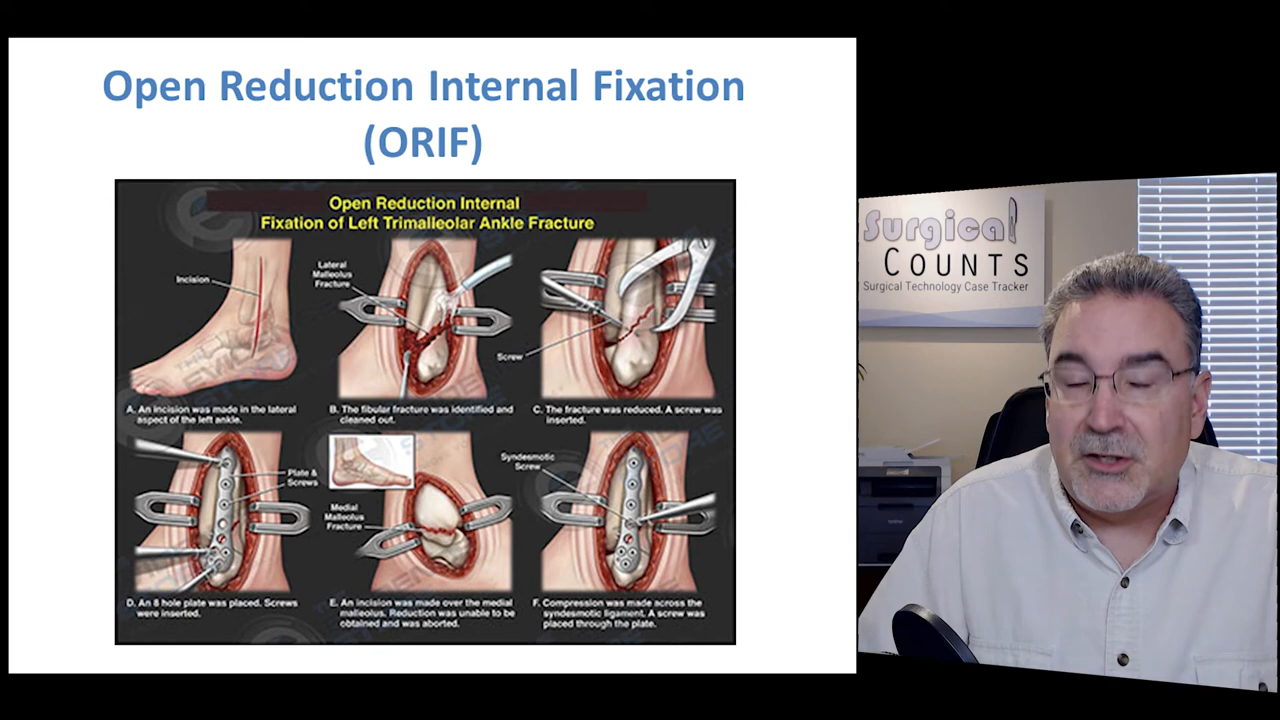 Open Reduction Internal Fixation
(ORIF)
Open Reduction Internal
Fixation of Left Trimalleolar Ankle Fracture
Incision
Lateral
Malleolus
Fracture
Screw
A. An incision was made in the lateral
aspect of the left ankle.
B. The fibular fracture was identified and
cleaned out.
C. The fracture was reduced. A screw was
inserted.
Plate &
Screws
Medial
Malleolus
Fracture
Syndesmotic
Screw
D. An 8 hole plate was placed. Screws
were inserted.
E. An incision was made over the medial
malleolus. Reduction was unable to be
obtained and was aborted.
F. Compression was made across the
syndesmotic ligament. A screw was
placed through the plate.
Surgical
COUNTS
Surgical Technology Case Tracker